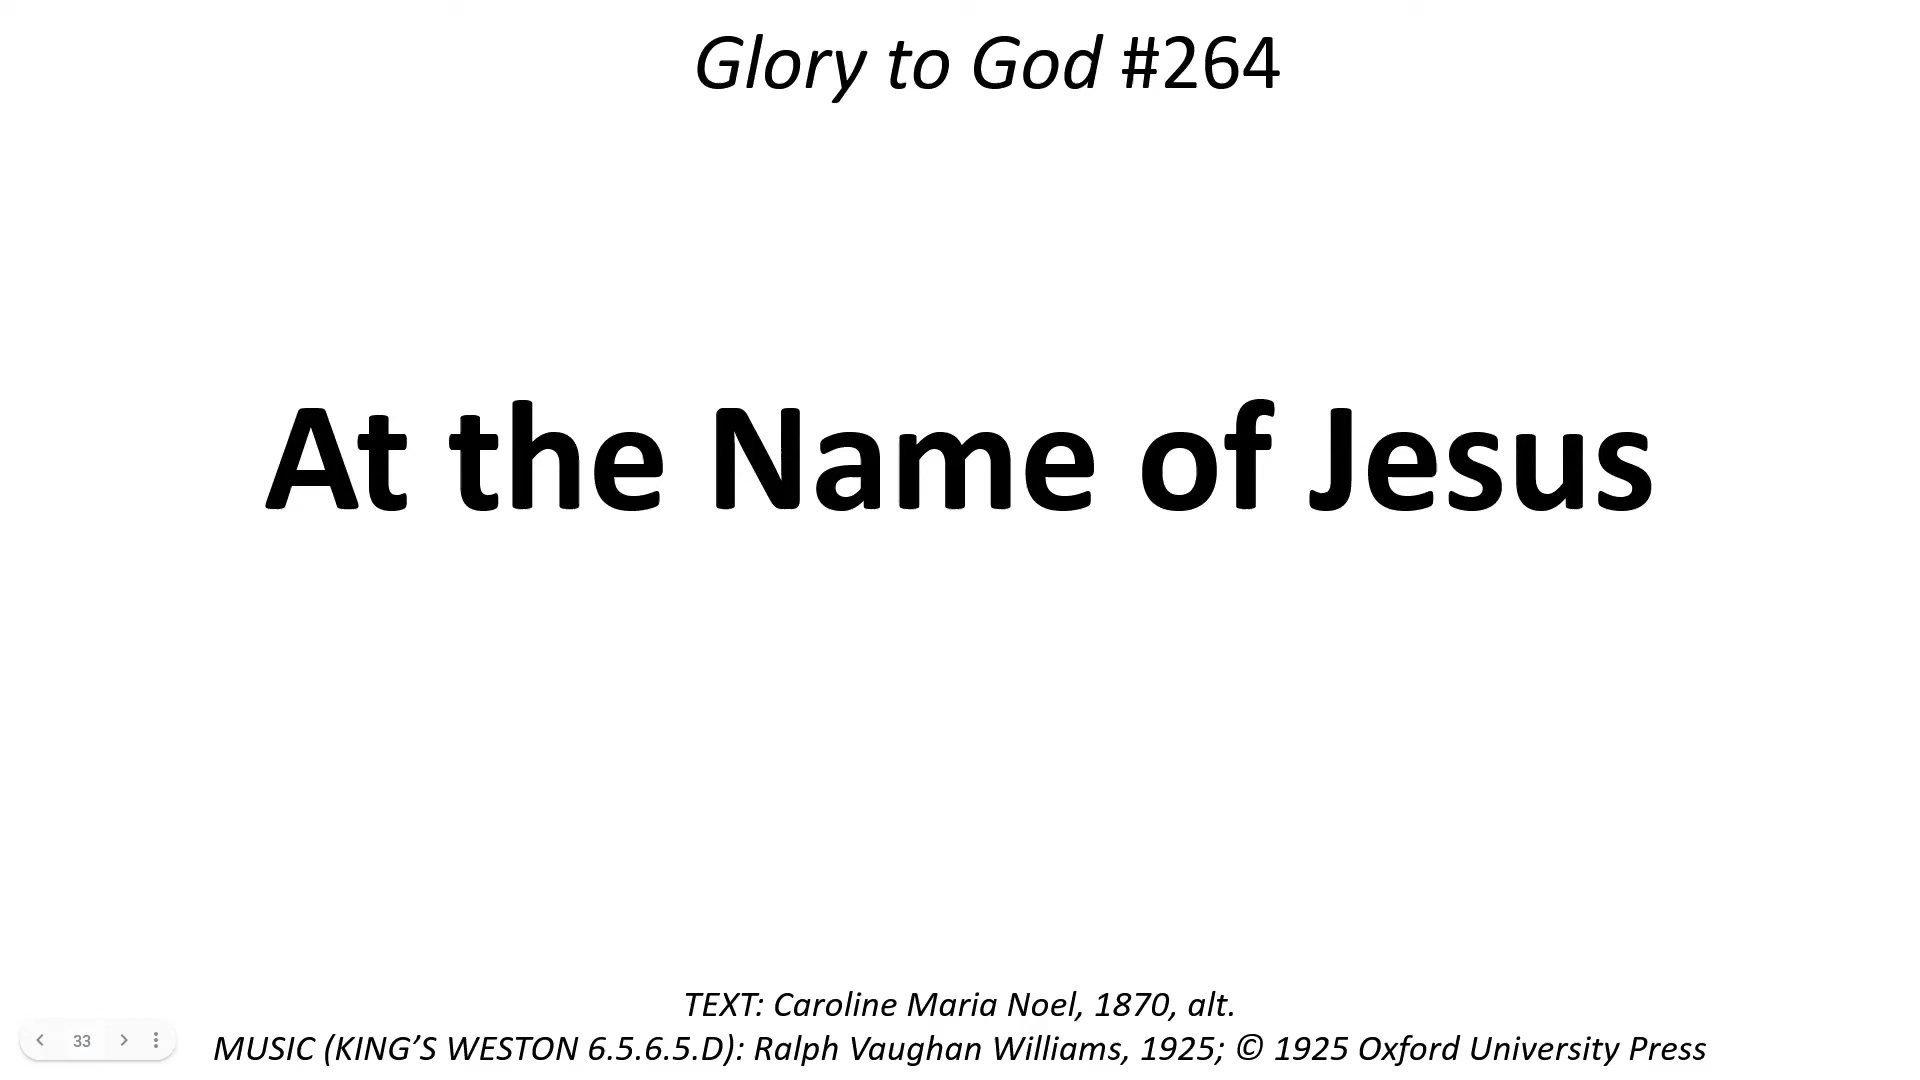 Glory to God #264
At the Name of Jesus
TEXT: Caroline Maria Noel, 1870, alt.
MUSIC (KING’S WESTON 6.5.6.5.D): Ralph Vaughan Williams, 1925; © 1925 Oxford University Press
33